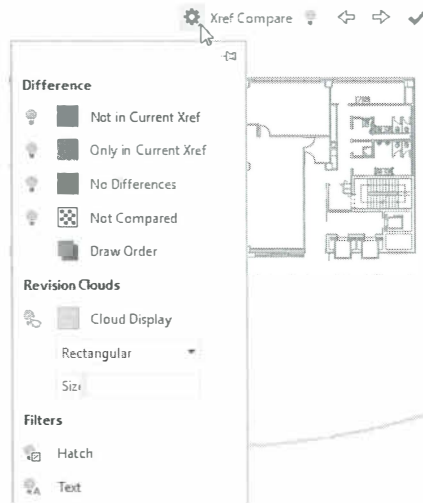 Xref Compare
Difference
Not in Current Xref
Only in Current Xref
No Differences
Not Compared
Draw Order
Revision Clouds
Cloud Display
Rectangular
Size
Filters
Hatch
Text